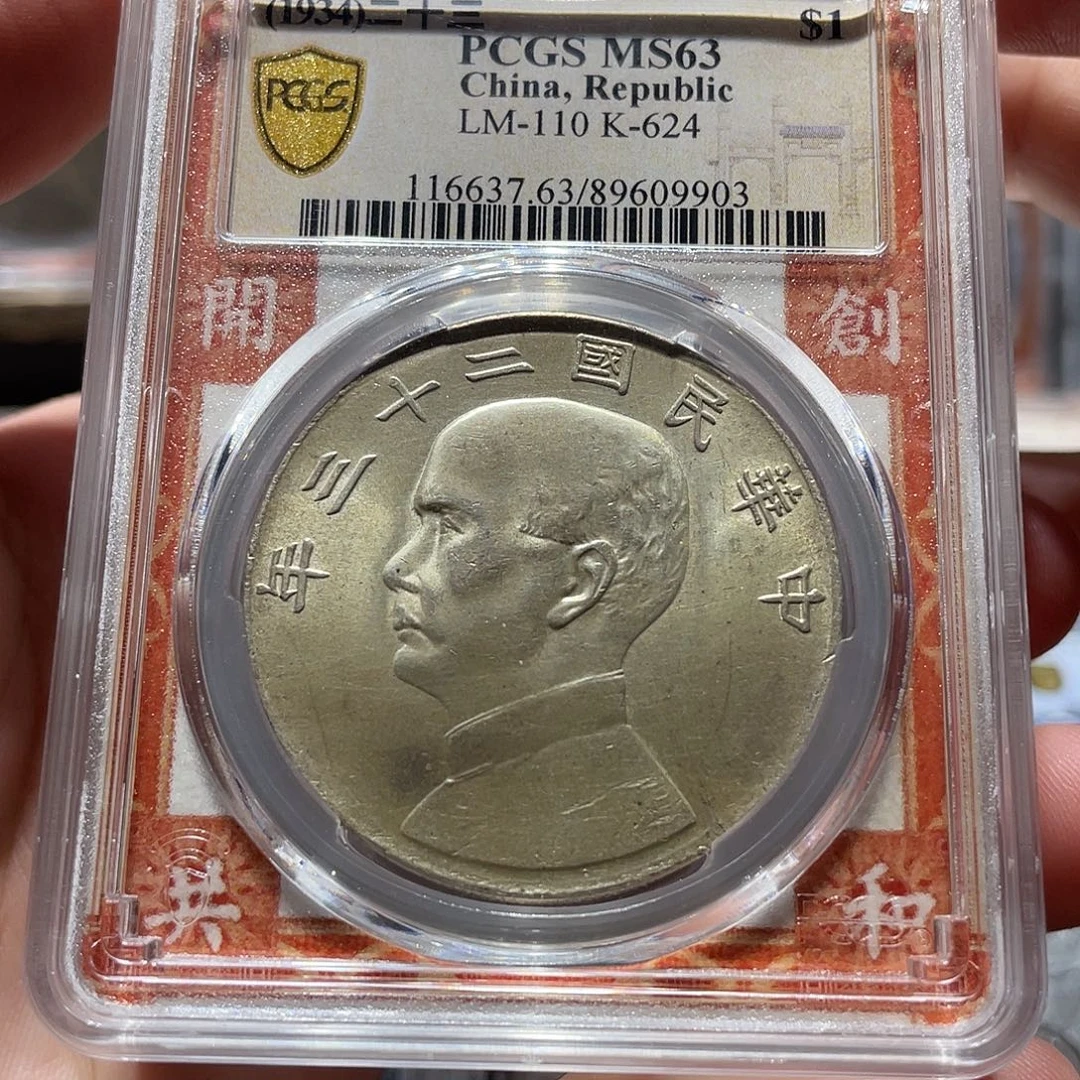 (1934)二十三 $1
PCGS MS63
China, Republic
LM-110 K-624
PCGS
116637.63/89609903
開 創
中華民國二十三年
共 和